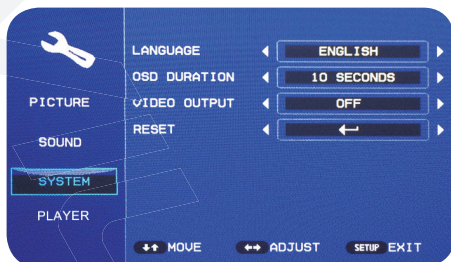 LANGUAGE ENGLISH
OSD DURATION 10 SECONDS
PICTURE
VIDEO OUTPUT OFF
RESET
SOUND
SYSTEM
PLAYER
MOVE ADJUST SETUP EXIT